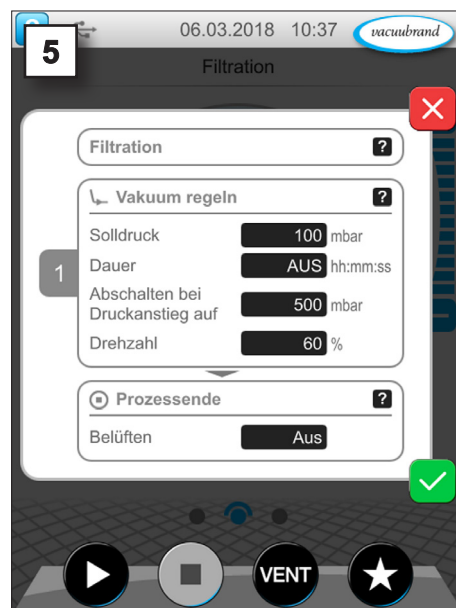 5
06.03.2018 10:37 vacuubrand
Filtration
Filtration ?
Vakuum regeln ?
1
Solldruck 100 mbar
Dauer AUS hh:mm:ss
Abschalten bei
Druckanstieg auf 500 mbar
Drehzahl 60 %
Prozessende ?
Belüften Aus
VENT